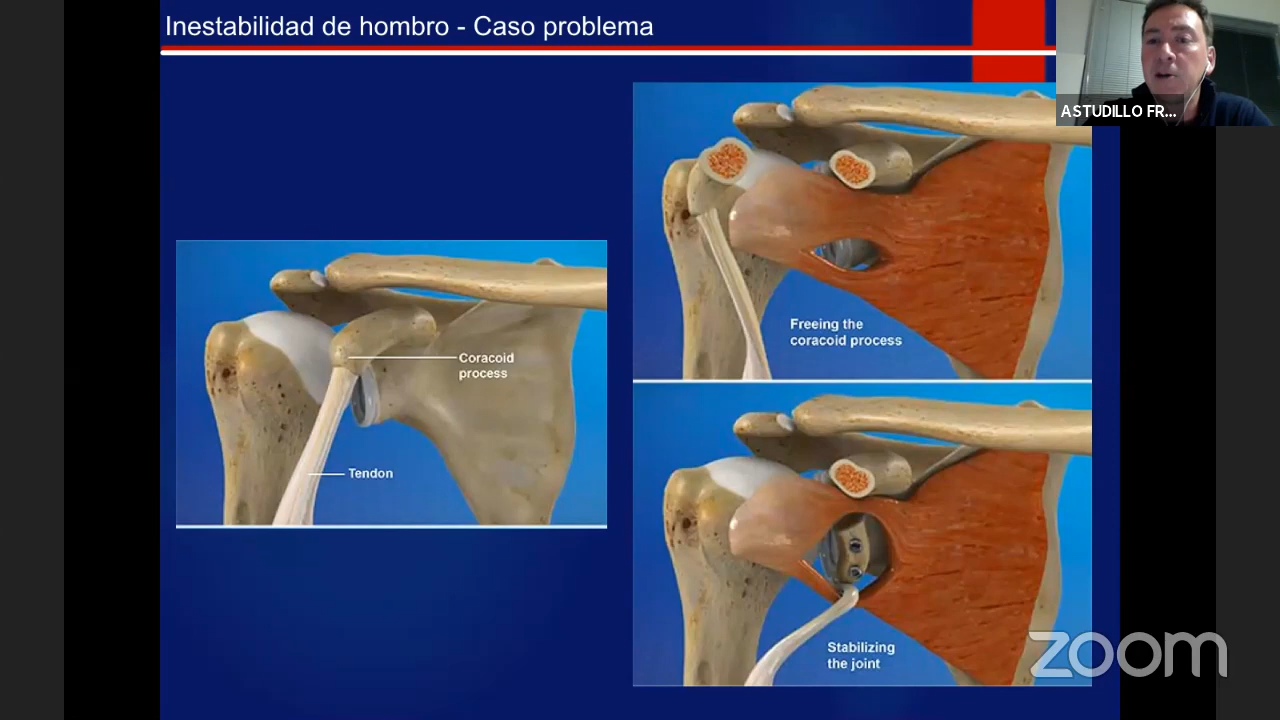 Inestabilidad de hombro - Caso problema
ASTUDILLO FR...
Coracoid
process
Tendon
Freeing the
coracoid process
Stabilizing
the joint
zoom